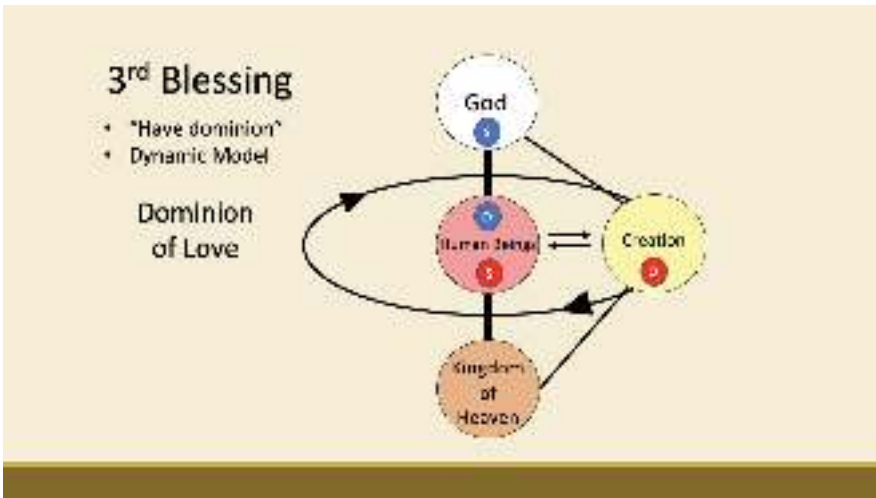 3rd Blessing
• "Have dominion"
• Dynamic Model
Dominion
of Love
God
S
O
Human Beings
S
Creation
O
Kingdom
of
Heaven